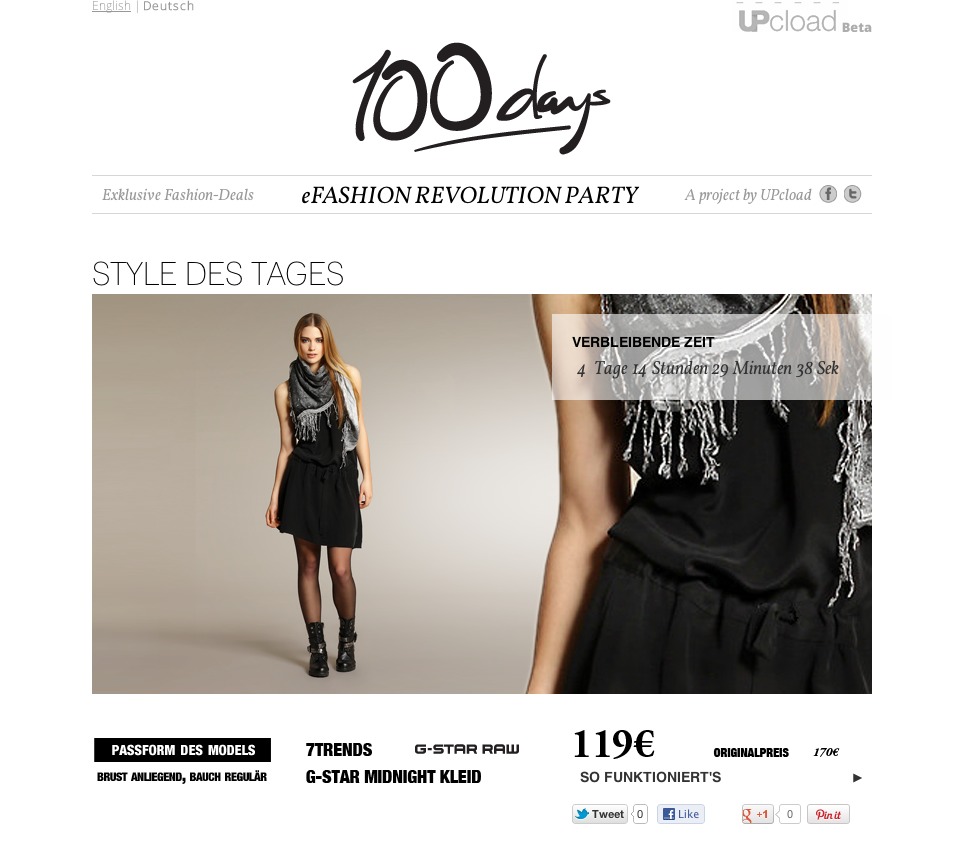 English | Deutsch
UPcload Beta
100 days
Exklusive Fashion-Deals
eFASHION REVOLUTION PARTY
A project by UPcload
STYLE DES TAGES
VERBLEIBENDE ZEIT
4 Tage 14 Stunden 29 Minuten 38 Sek
PASSFORM DES MODELS
BRUST ANLIEGEND, BAUCH REGULÄR
7TRENDS
G-STAR RAW
G-STAR MIDNIGHT KLEID
119€
ORIGINALPREIS 170€
SO FUNKTIONIERT'S
Tweet 0
Like
g +1 0
Pin it